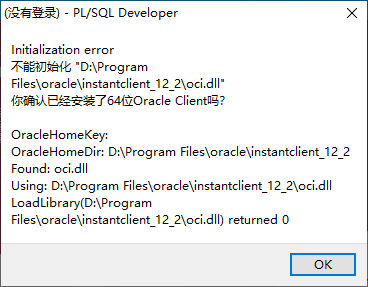 (没有登录) - PL/SQL Developer
Initialization error
不能初始化 "D:\Program
Files\oracle\instantclient_12_2\oci.dll"
你确认已经安装了64位Oracle Client吗?
OracleHomeKey:
OracleHomeDir: D:\Program Files\oracle\instantclient_12_2
Found: oci.dll
Using: D:\Program Files\oracle\instantclient_12_2\oci.dll
LoadLibrary(D:\Program
Files\oracle\instantclient_12_2\oci.dll) returned 0
OK